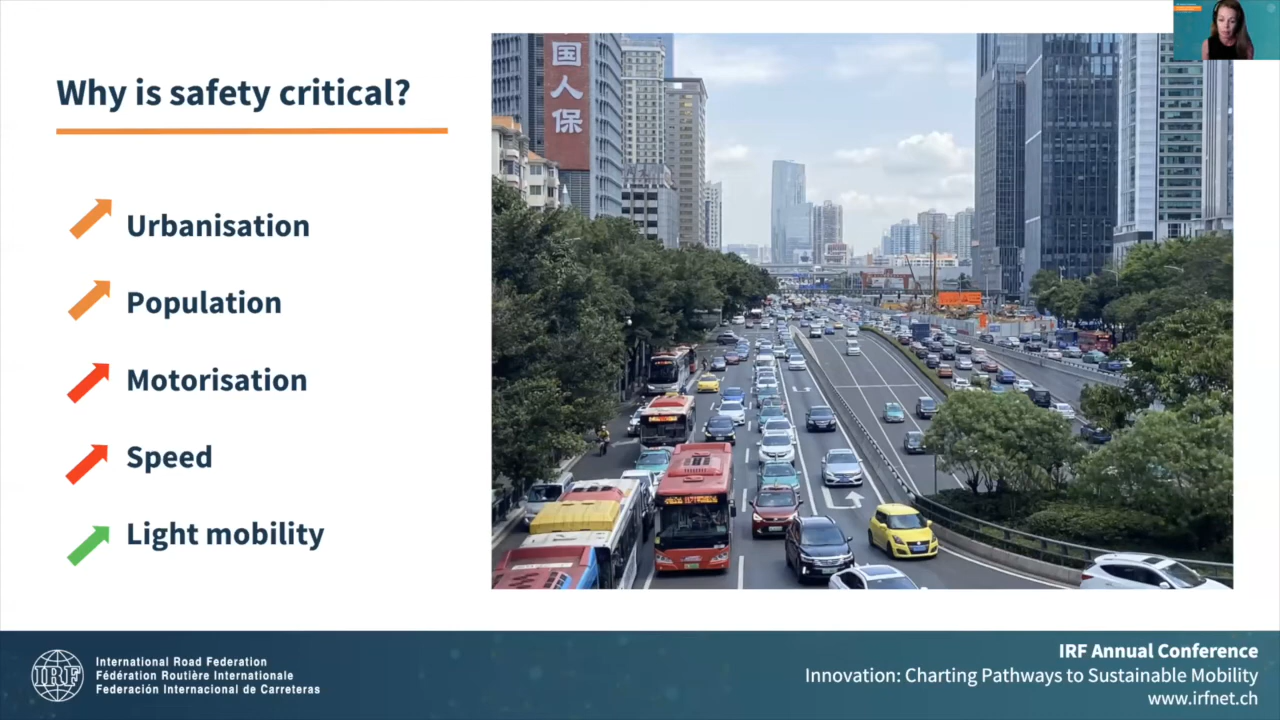 Why is safety critical?
Urbanisation
Population
Motorisation
Speed
Light mobility
国人保
IRF
International Road Federation
Fédération Routière Internationale
Federación Internacional de Carreteras
IRF Annual Conference
Innovation: Charting Pathways to Sustainable Mobility
www.irfnet.ch